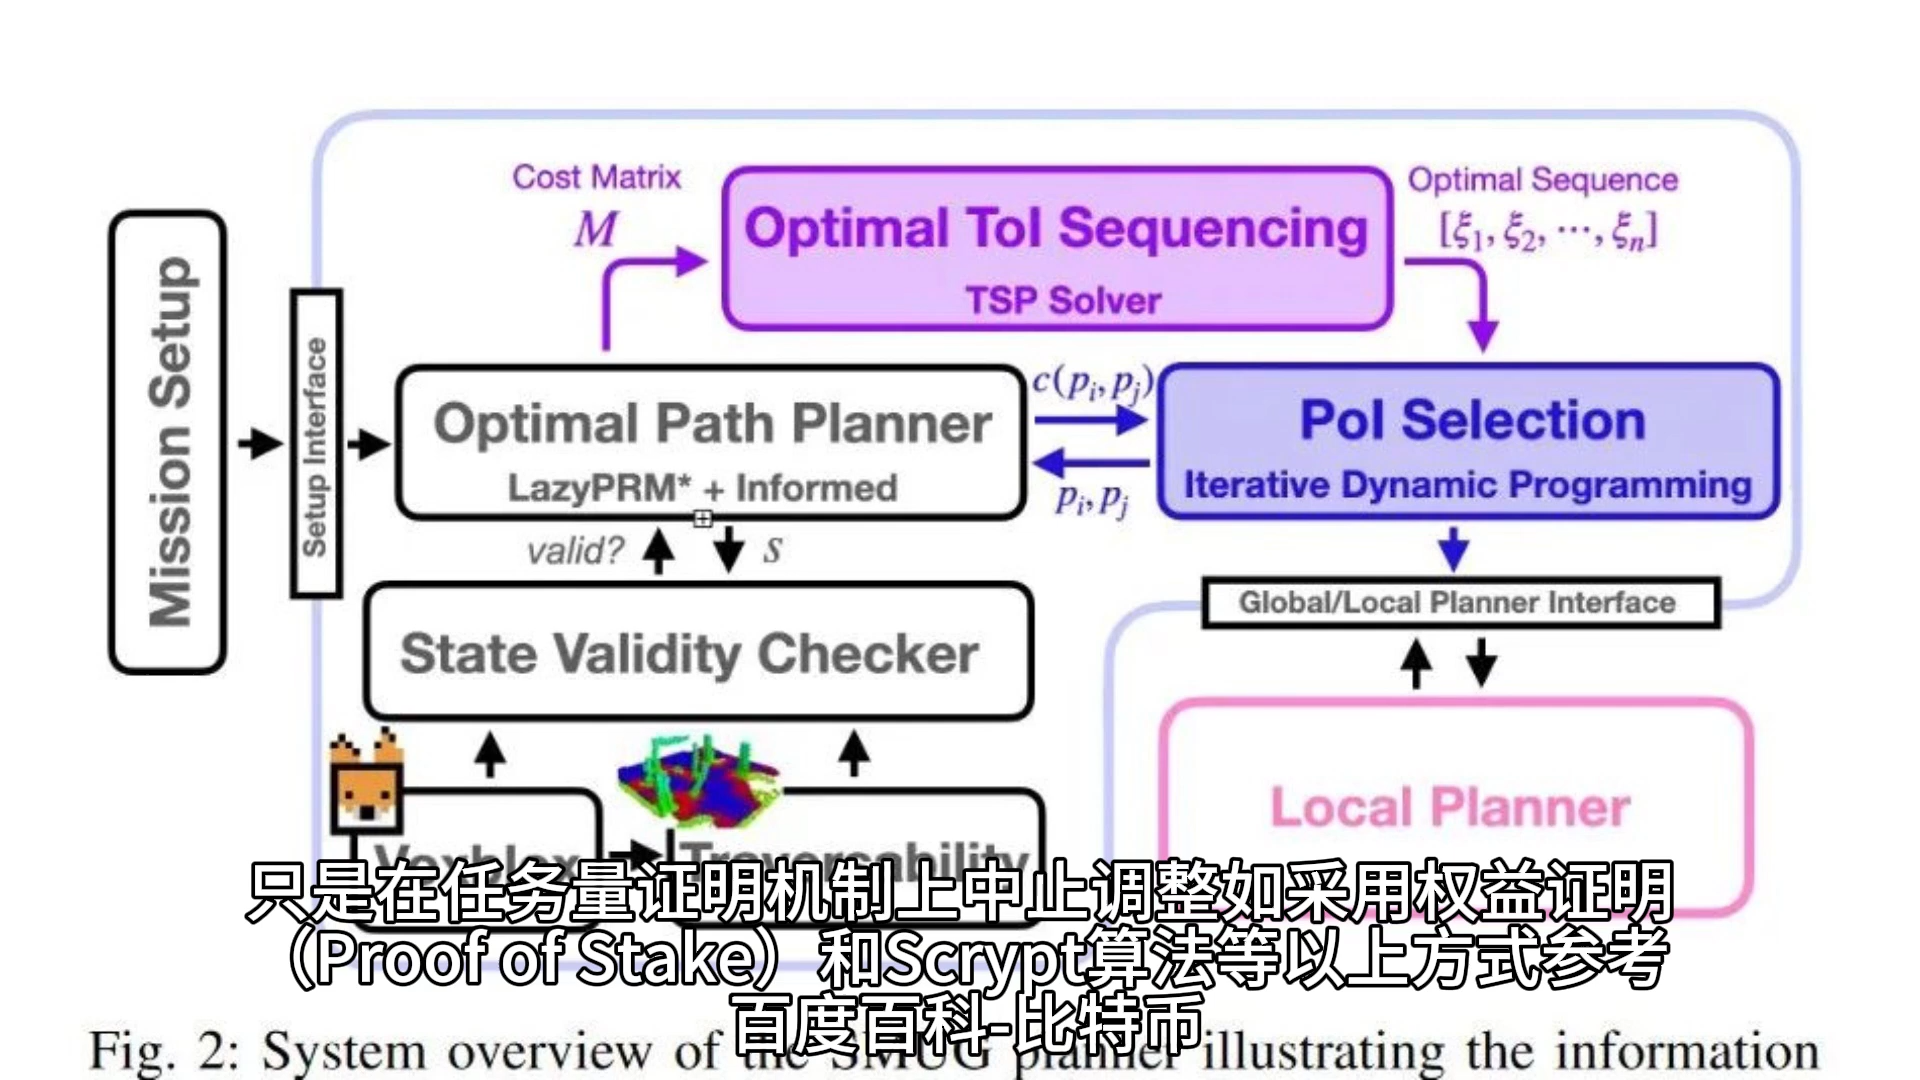 Cost Matrix
M
Optimal ToI Sequencing
TSP Solver
Optimal Sequence
[ξ1, ξ2, ⋯, ξn]
Mission Setup
Setup Interface
Optimal Path Planner
LazyPRM* + Informed
c(pi, pj)
pi, pj
PoI Selection
Iterative Dynamic Programming
valid?
s
Global/Local Planner Interface
State Validity Checker
Local Planner
Voxblox
Traversability
只是在任务量证明机制上中止调整如采用权益证明
（Proof of Stake）和Scrypt算法等以上方式参考
百度百科-比特币
Fig. 2: System overview of the SMUG planner illustrating the information